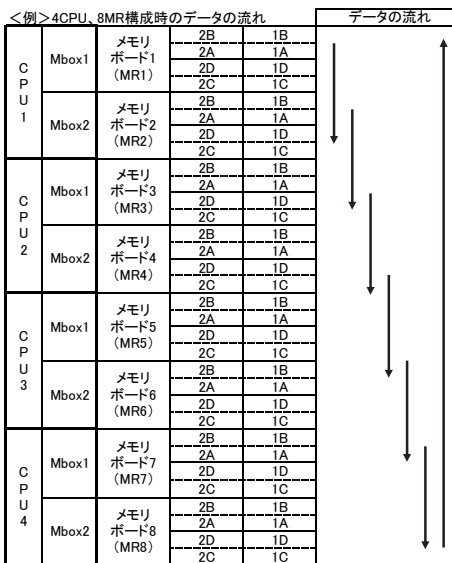 ＜例＞4CPU、8MR構成時のデータの流れ
データの流れ
CPU1
Mbox1
メモリ
ボード1
(MR1)
2B 1B
2A 1A
2D 1D
2C 1C
Mbox2
メモリ
ボード2
(MR2)
2B 1B
2A 1A
2D 1D
2C 1C
CPU2
Mbox1
メモリ
ボード3
(MR3)
2B 1B
2A 1A
2D 1D
2C 1C
Mbox2
メモリ
ボード4
(MR4)
2B 1B
2A 1A
2D 1D
2C 1C
CPU3
Mbox1
メモリ
ボード5
(MR5)
2B 1B
2A 1A
2D 1D
2C 1C
Mbox2
メモリ
ボード6
(MR6)
2B 1B
2A 1A
2D 1D
2C 1C
CPU4
Mbox1
メモリ
ボード7
(MR7)
2B 1B
2A 1A
2D 1D
2C 1C
Mbox2
メモリ
ボード8
(MR8)
2B 1B
2A 1A
2D 1D
2C 1C